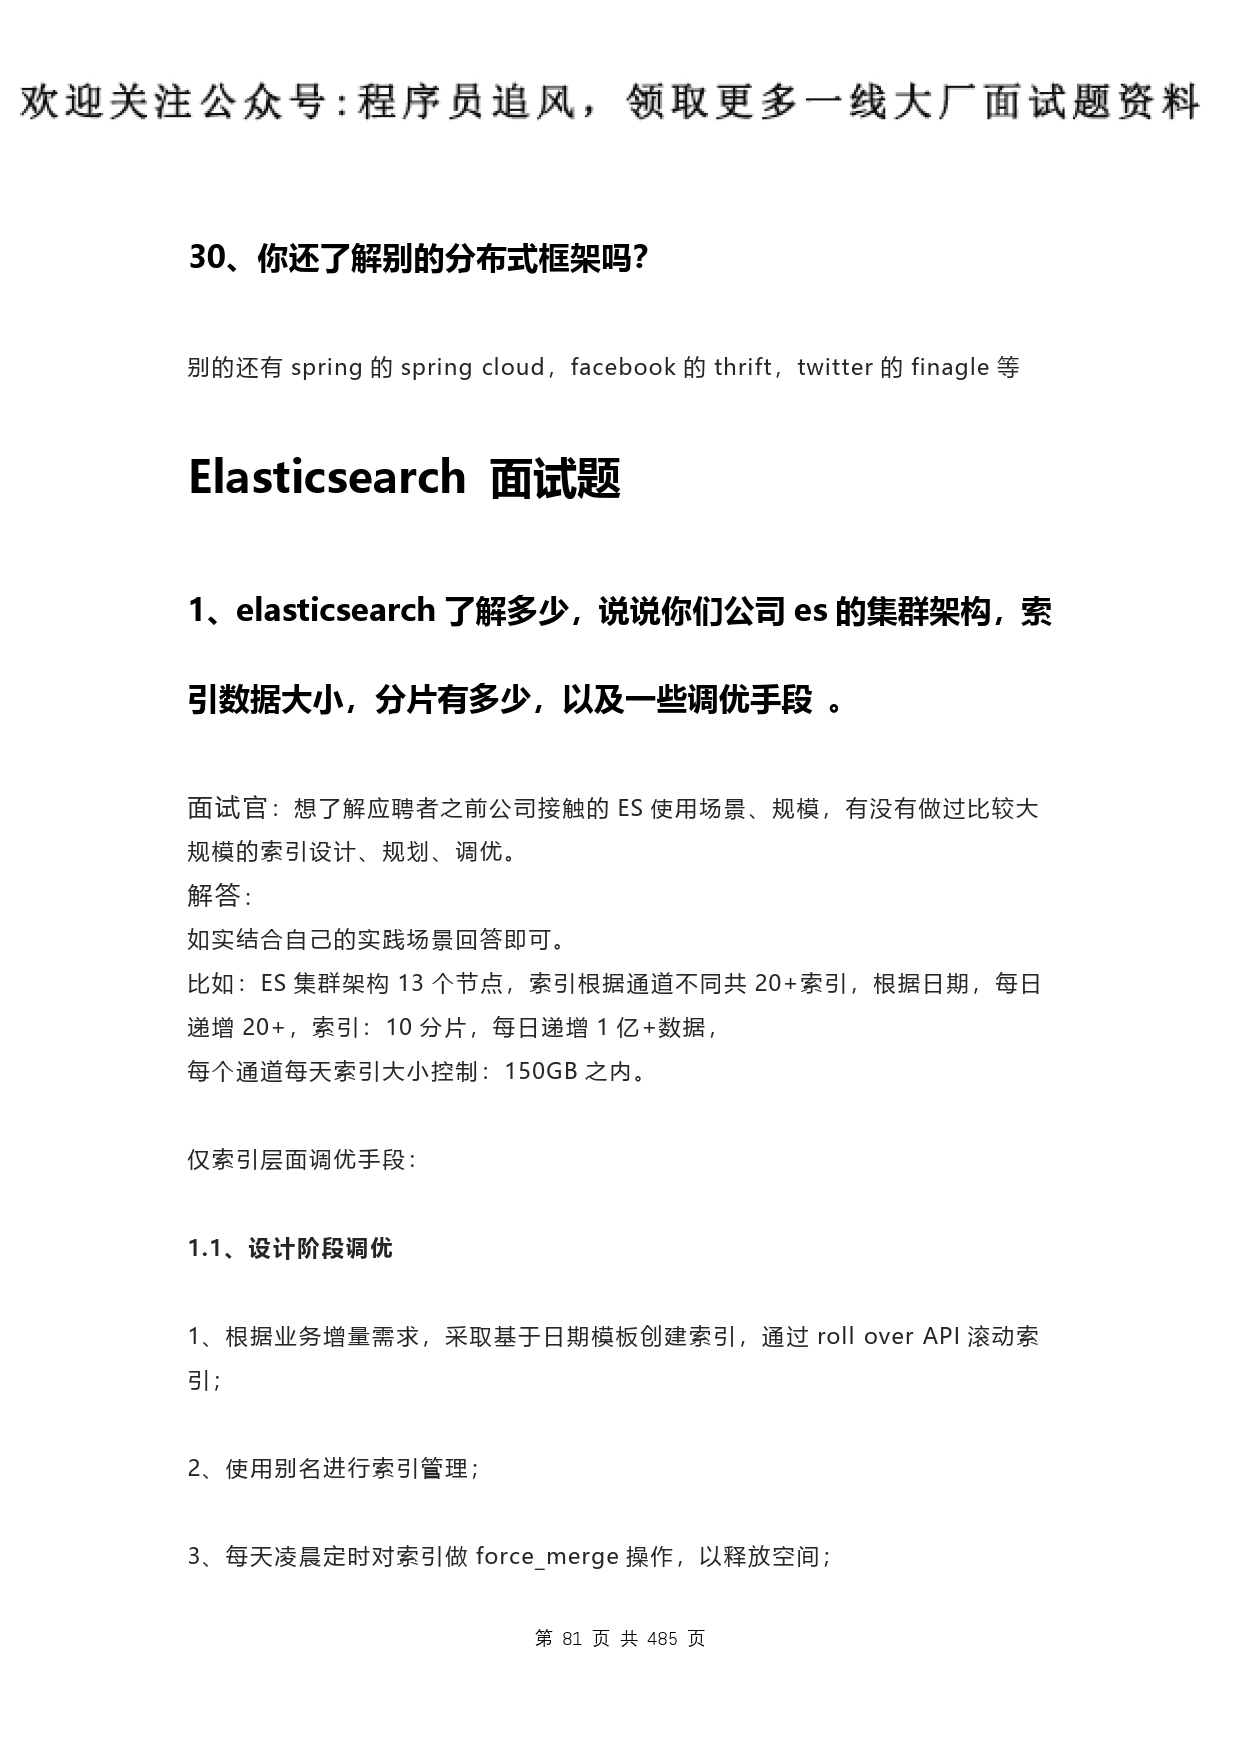 欢迎关注公众号:程序员追风，领取更多一线大厂面试题资料
30、你还了解别的分布式框架吗？
别的还有 spring 的 spring cloud，facebook 的 thrift，twitter 的 finagle 等
Elasticsearch 面试题
1、elasticsearch 了解多少，说说你们公司 es 的集群架构，索
引数据大小，分片有多少，以及一些调优手段 。
面试官：想了解应聘者之前公司接触的 ES 使用场景、规模，有没有做过比较大
规模的索引设计、规划、调优。
解答：
如实结合自己的实践场景回答即可。
比如：ES 集群架构 13 个节点，索引根据通道不同共 20+索引，根据日期，每日
递增 20+，索引：10 分片，每日递增 1 亿+数据，
每个通道每天索引大小控制：150GB 之内。
仅索引层面调优手段：
1.1、设计阶段调优
1、根据业务增量需求，采取基于日期模板创建索引，通过 roll over API 滚动索
引；
2、使用别名进行索引管理；
3、每天凌晨定时对索引做 force_merge 操作，以释放空间；
第 81 页 共 485 页